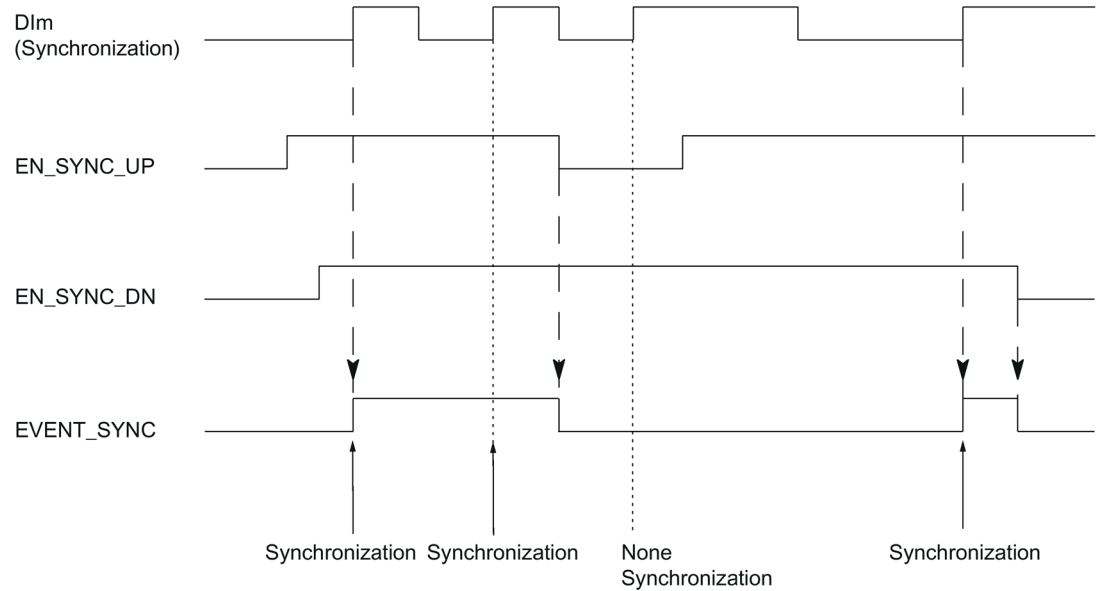 DIm
(Synchronization)
EN_SYNC_UP
EN_SYNC_DN
EVENT_SYNC
Synchronization
Synchronization
None
Synchronization
Synchronization